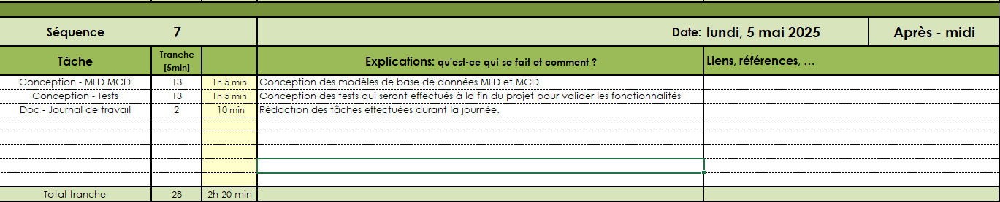 Séquence 7 Date: lundi, 5 mai 2025 Après - midi
Tâche Tranche [5min] Explications: qu'est-ce qui se fait et comment ? Liens, références, ...
Conception - MLD MCD 13 1h 5 min Conception des modèles de base de données MLD et MCD
Conception - Tests 13 1h 5 min Conception des tests qui seront effectués à la fin du projet pour valider les fonctionnalités
Doc - Journal de travail 2 10 min Rédaction des tâches effectuées durant la journée.
Total tranche 28 2h 20 min